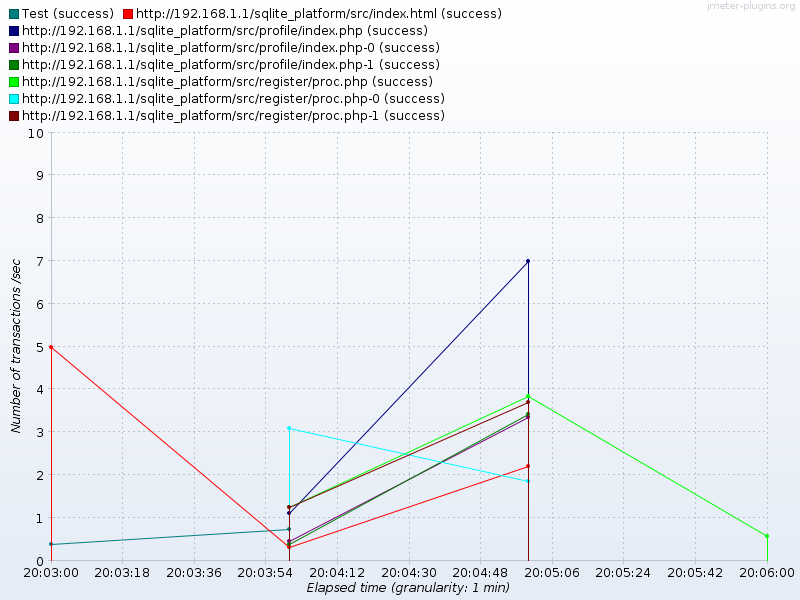 jmeter-plugins.org
Test (success) http://192.168.1.1/sqlite_platform/src/index.html (success)
http://192.168.1.1/sqlite_platform/src/profile/index.php (success)
http://192.168.1.1/sqlite_platform/src/profile/index.php-0 (success)
http://192.168.1.1/sqlite_platform/src/profile/index.php-1 (success)
http://192.168.1.1/sqlite_platform/src/register/proc.php (success)
http://192.168.1.1/sqlite_platform/src/register/proc.php-0 (success)
http://192.168.1.1/sqlite_platform/src/register/proc.php-1 (success)
10
9
8
7
6
5
4
3
2
1
0
Number of transactions /sec
20:03:00 20:03:18 20:03:36 20:03:54 20:04:12 20:04:30 20:04:48 20:05:06 20:05:24 20:05:42 20:06:00
Elapsed time (granularity: 1 min)